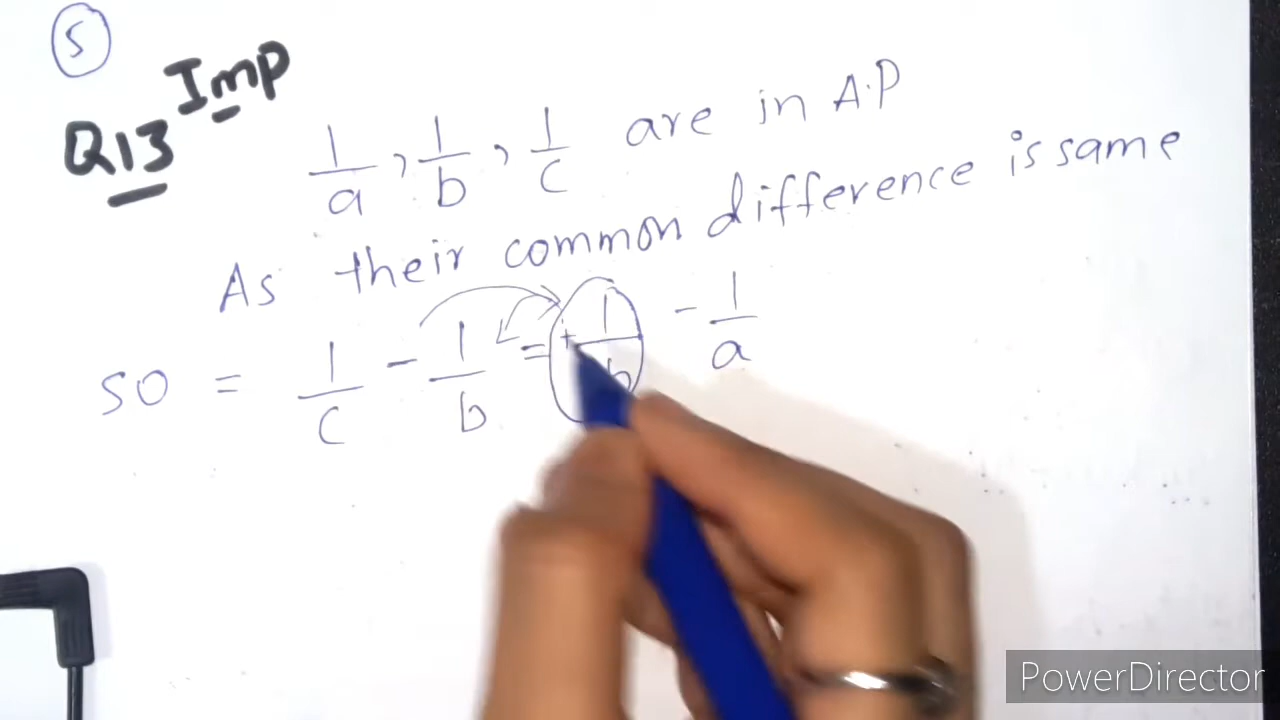 5
Q13 Imp
1/a , 1/b , 1/c are in A.P
As their common difference is same
so = 1/c - 1/b = + 1/b - 1/a
PowerDirector